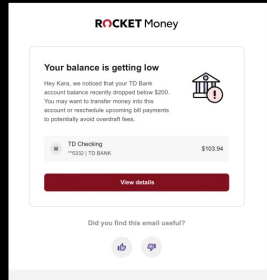 ROCKET Money
Your balance is getting low
Hey Kara, we noticed that your TD Bank
account balance recently dropped below $200.
You may want to transfer money into this
account or reschedule upcoming bill payments
to potentially avoid overdraft fees.
TD Checking
**5332 | TD BANK
$103.94
View details
Did you find this email useful?